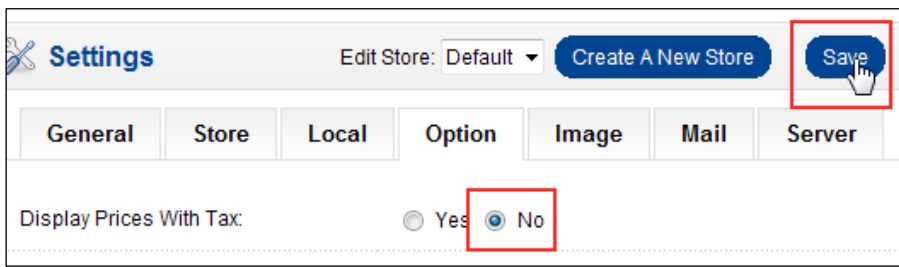 Settings Edit Store: Default Create A New Store Save
General Store Local Option Image Mail Server
Display Prices With Tax: Yes No